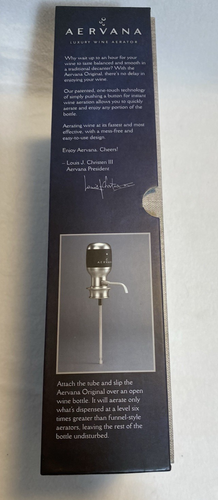 AERVANA
LUXURY WINE AERATOR
Why wait up to an hour for your
wine to taste balanced and smooth in
a traditional decanter? With the
Aervana Original, there's no delay in
enjoying your wine.
Our patented, one-touch technology
of simply pushing a button for instant
wine aeration allows you to quickly
aerate and enjoy any portion of the
bottle.
Aerating wine at its fastest and most
effective, with a mess-free and
easy-to-use design.
Enjoy Aervana. Cheers!
– Louis J. Christen III
Aervana President
Attach the tube and slip the
Aervana Original over an open
wine bottle. It will aerate only
what's dispensed at a level six
times greater than funnel-style
aerators, leaving the rest of the
bottle undisturbed.